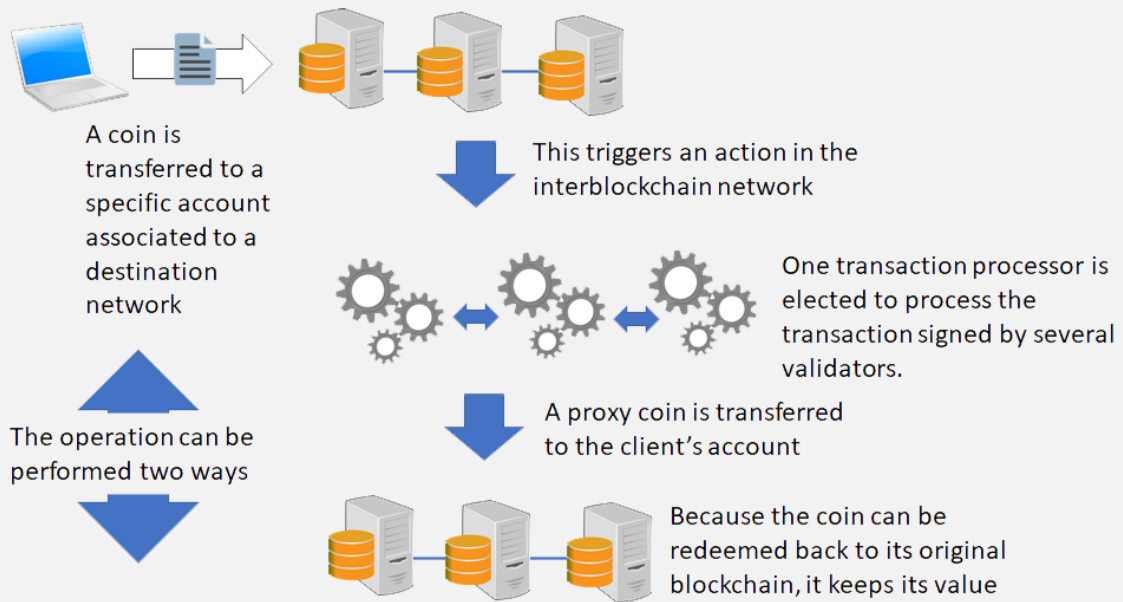 A coin is
transferred to a
specific account
associated to a
destination
network
This triggers an action in the
interblockchain network
One transaction processor is
elected to process the
transaction signed by several
validators.
The operation can be
performed two ways
A proxy coin is transferred
to the client’s account
Because the coin can be
redeemed back to its original
blockchain, it keeps its value